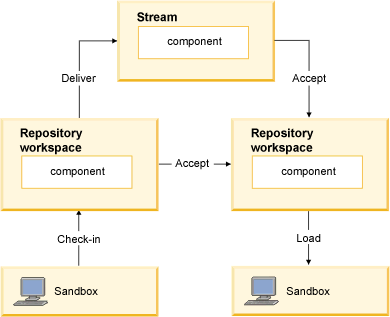 Stream
component
Deliver
Accept
Repository
workspace
component
Accept
Repository
workspace
component
Check-in
Load
Sandbox
Sandbox